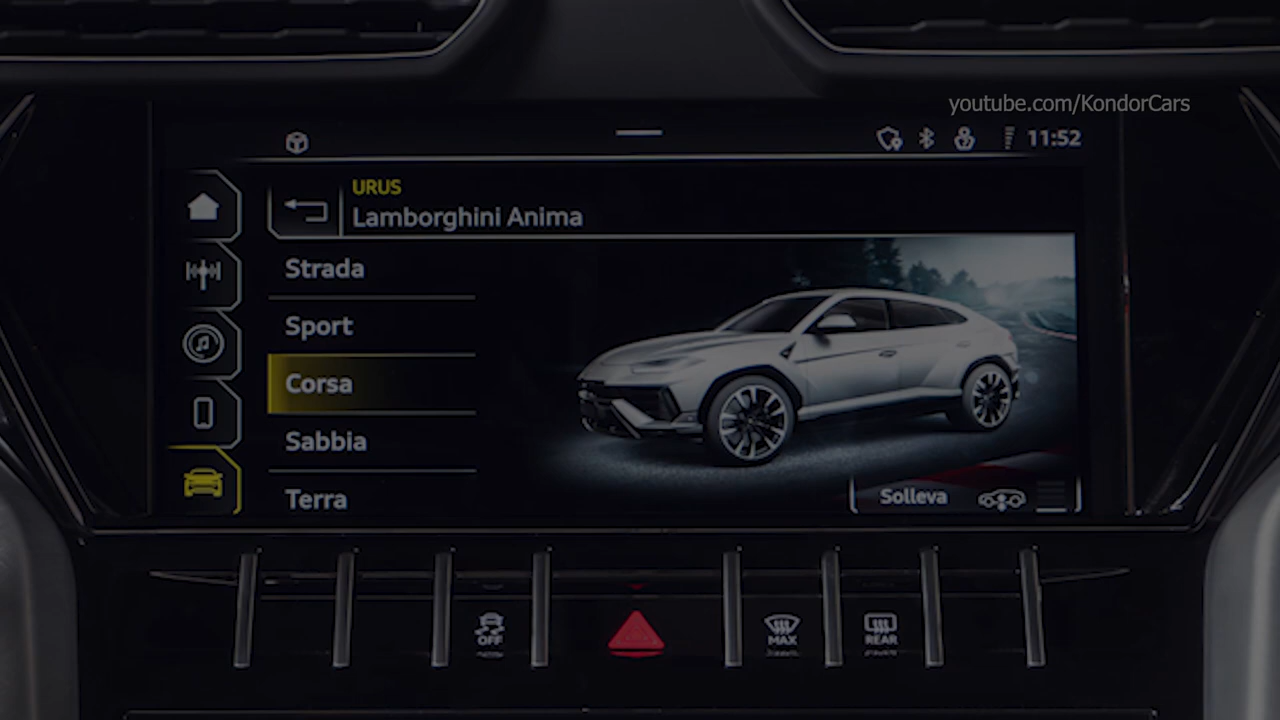 youtube.com/KondorCars
11:52
URUS
Lamborghini Anima
Strada
Sport
Corsa
Sabbia
Terra
Solleva
OFF
MAX
REAR